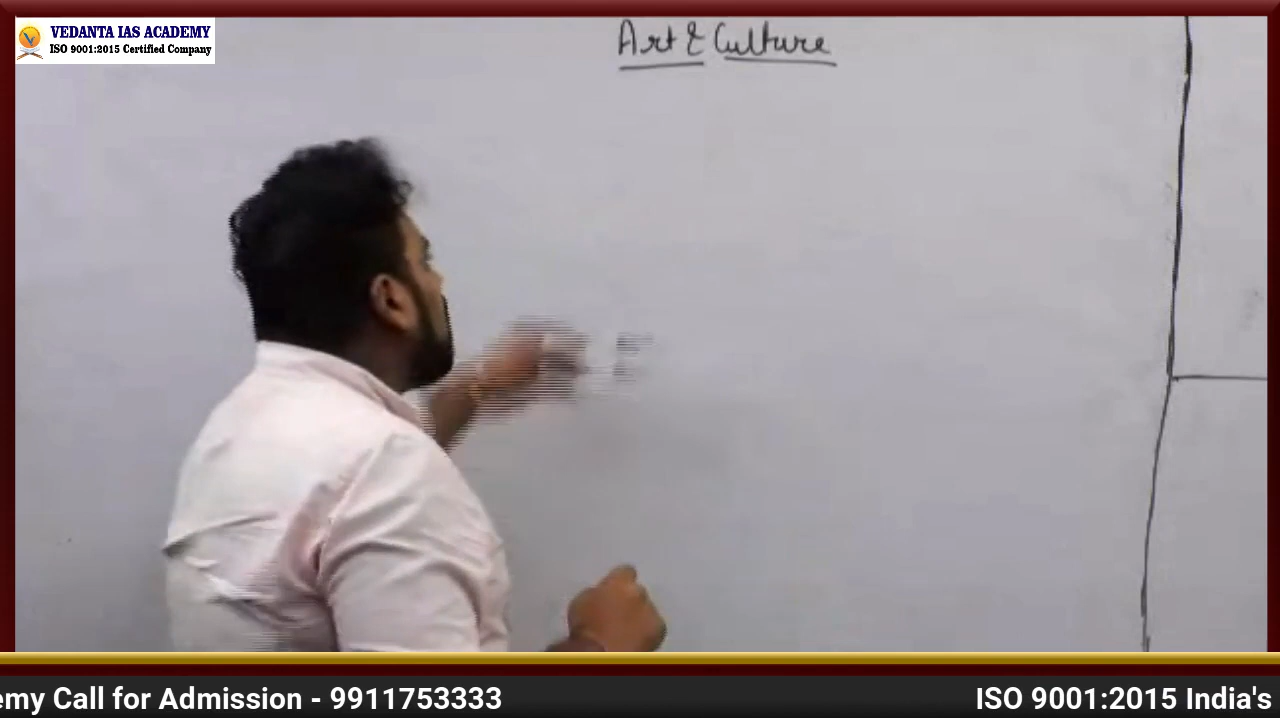 VEDANTA IAS ACADEMY
ISO 9001:2015 Certified Company
Art & Culture
emy Call for Admission - 9911753333
ISO 9001:2015 India's